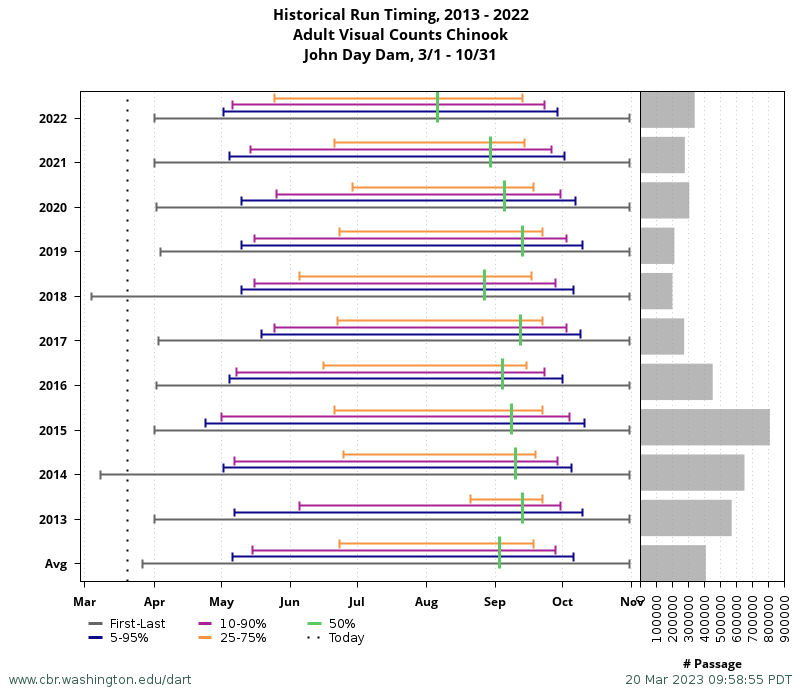 Historical Run Timing, 2013 - 2022
Adult Visual Counts Chinook
John Day Dam, 3/1 - 10/31
2022
2021
2020
2019
2018
2017
2016
2015
2014
2013
Avg
Mar Apr May Jun Jul Aug Sep Oct Nov
0 100000 200000 300000 400000 500000 600000 700000 800000 900000
First-Last 10-90% 50%
5-95% 25-75% Today
# Passage
www.cbr.washington.edu/dart
20 Mar 2023 09:58:55 PDT